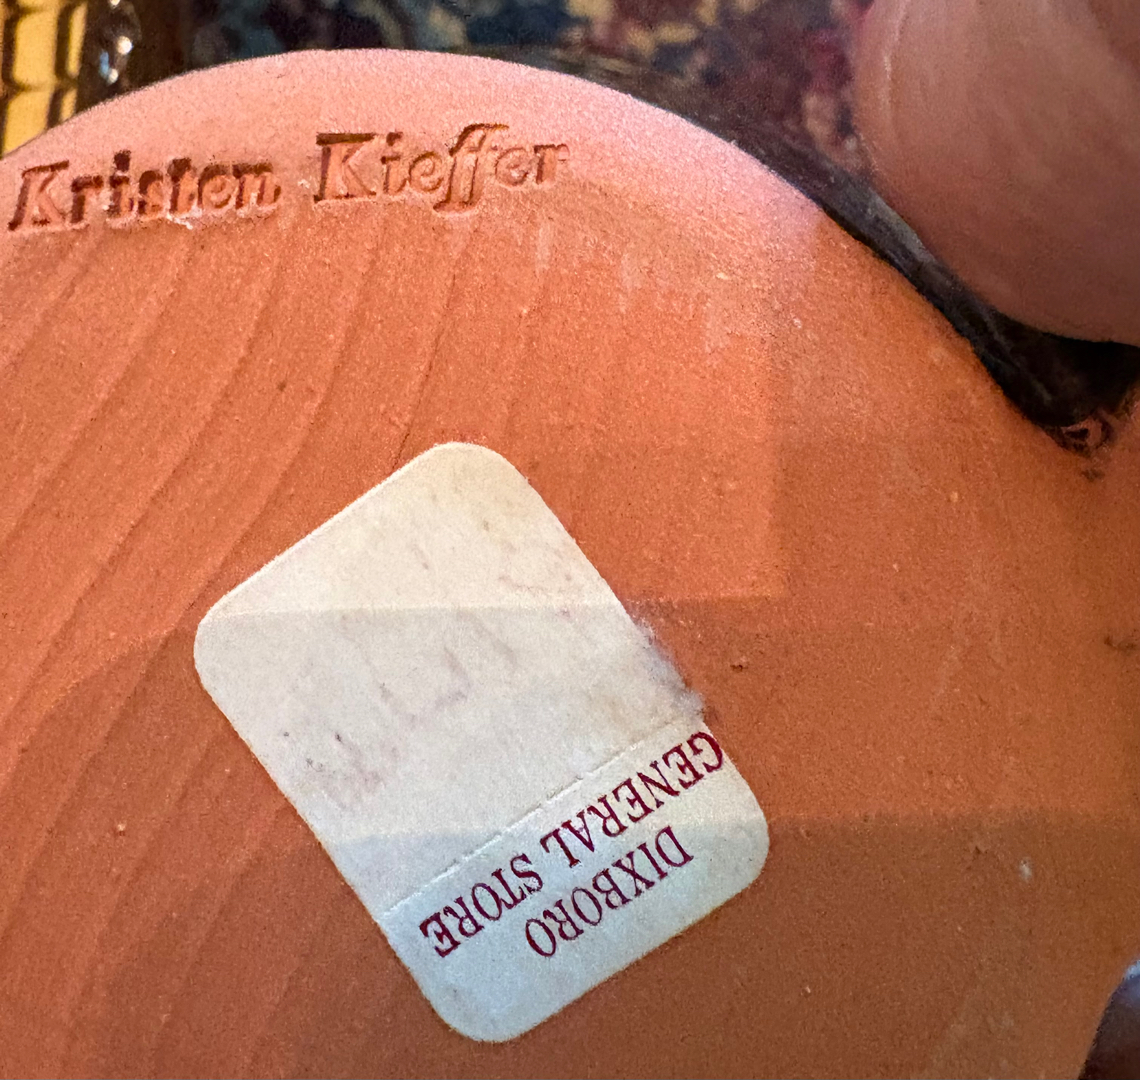 Kristen Kieffer
DIXBORO
GENERAL STORE